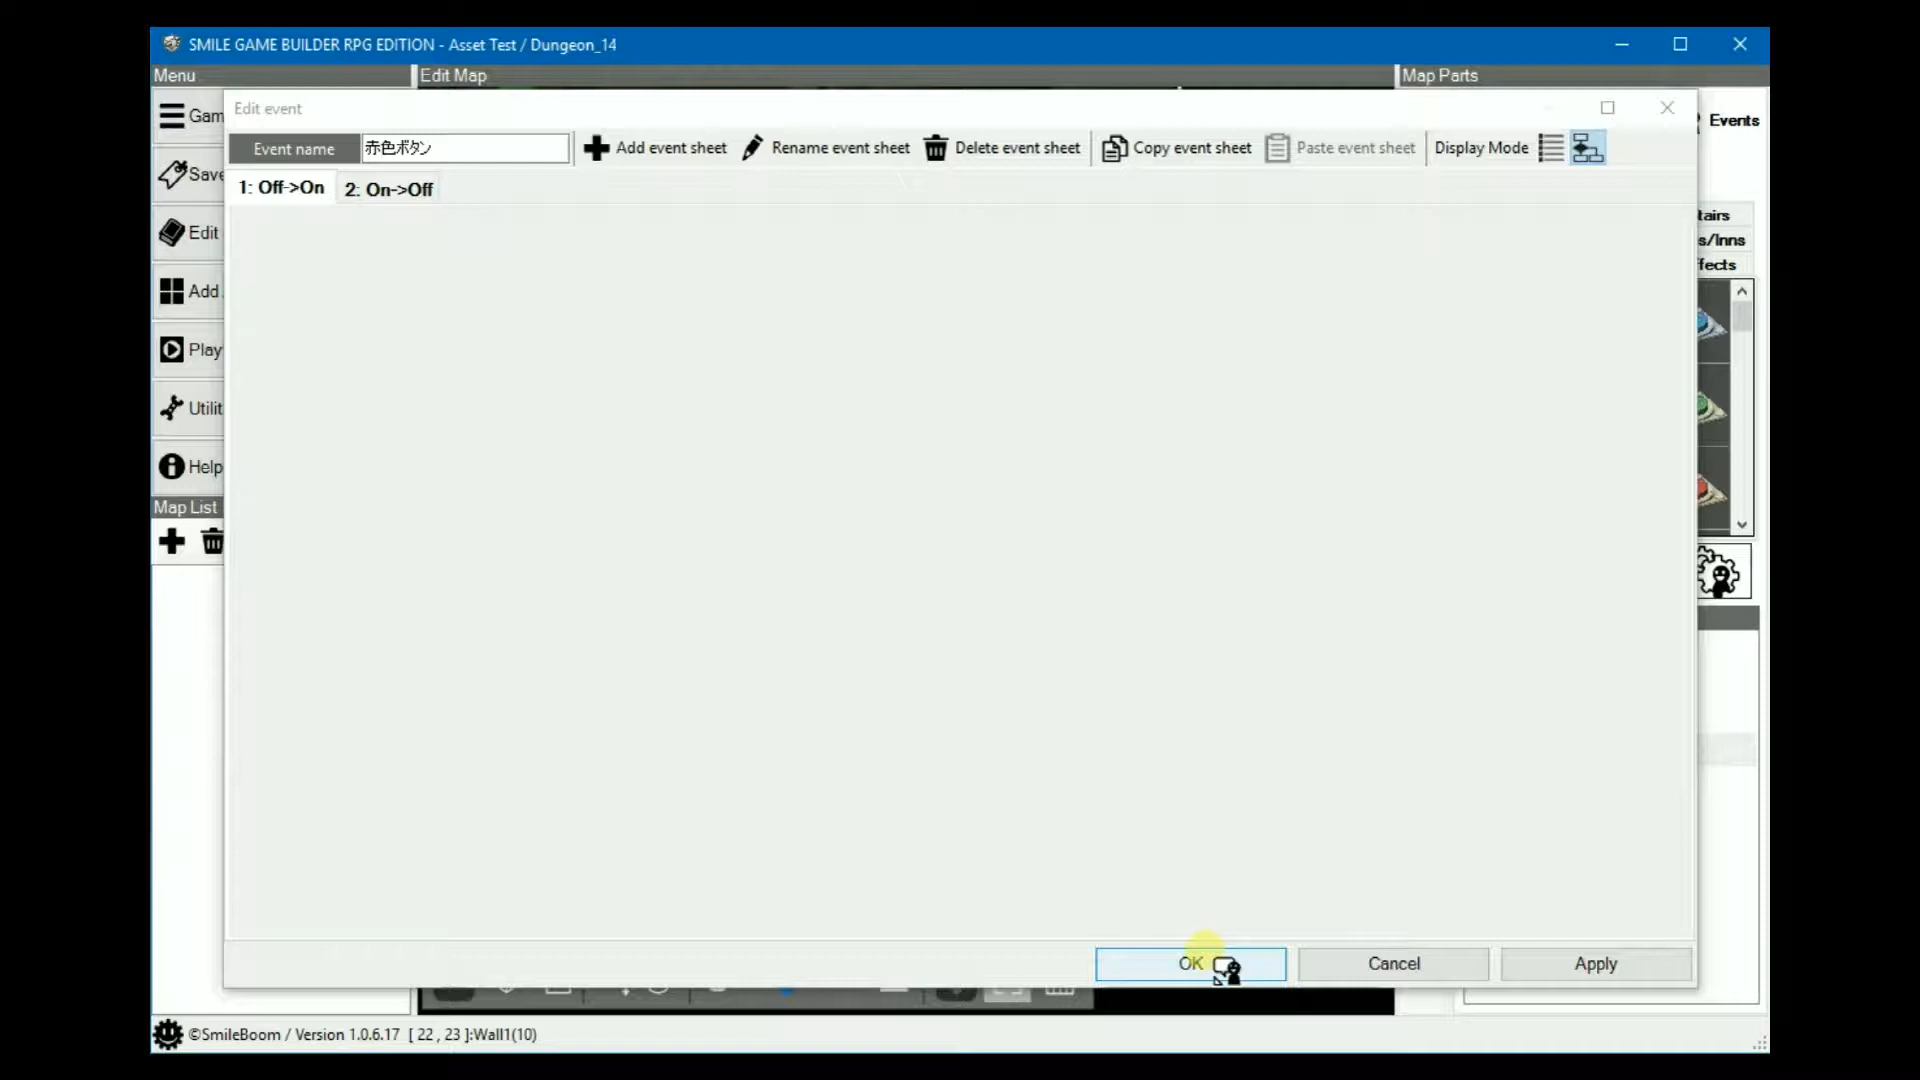 SMILE GAME BUILDER RPG EDITION - Asset Test / Dungeon_14
Menu
Edit Map
Map Parts
Edit event
Event name
赤色ボタン
Add event sheet
Rename event sheet
Delete event sheet
Copy event sheet
Paste event sheet
Display Mode
1: Off->On
2: On->Off
Gam
Save
Edit
Add
Play
Utilit
Help
Map List
Events
tairs
s/Inns
ffects
OK
Cancel
Apply
©SmileBoom / Version 1.0.6.17 [ 22 , 23 ]:Wall1(10)